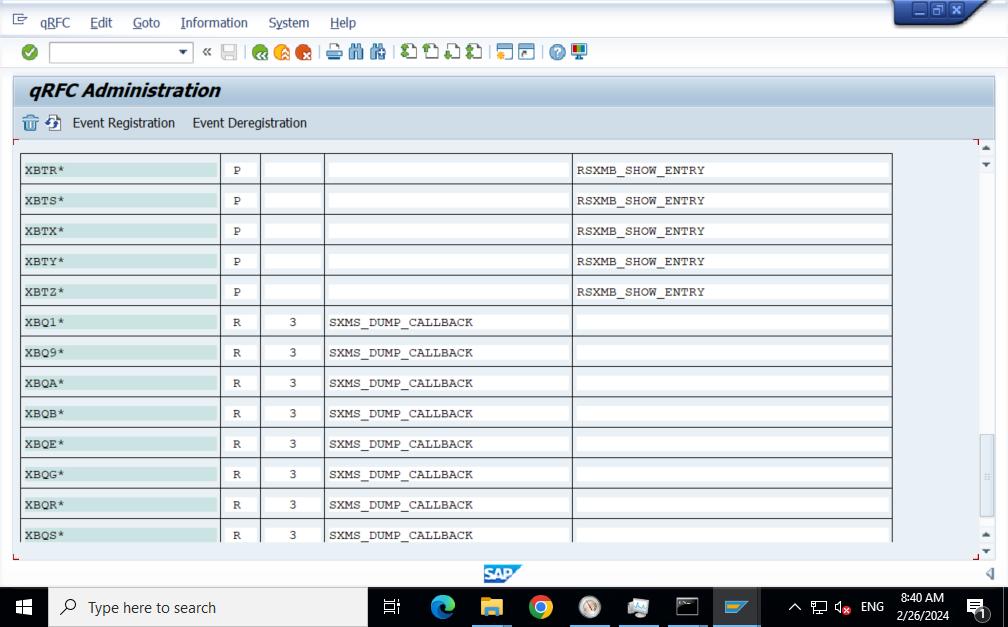 qRFC Edit Goto Information System Help
qRFC Administration
Event Registration Event Deregistration
XBTR* P RSXMB_SHOW_ENTRY
XBTS* P RSXMB_SHOW_ENTRY
XBTX* P RSXMB_SHOW_ENTRY
XBTY* P RSXMB_SHOW_ENTRY
XBTZ* P RSXMB_SHOW_ENTRY
XBQ1* R 3 SXMS_DUMP_CALLBACK
XBQ9* R 3 SXMS_DUMP_CALLBACK
XBQA* R 3 SXMS_DUMP_CALLBACK
XBQB* R 3 SXMS_DUMP_CALLBACK
XBQE* R 3 SXMS_DUMP_CALLBACK
XBQG* R 3 SXMS_DUMP_CALLBACK
XBQR* R 3 SXMS_DUMP_CALLBACK
XBQS* R 3 SXMS_DUMP_CALLBACK
SAP
Type here to search
ENG
8:40 AM
2/26/2024
1